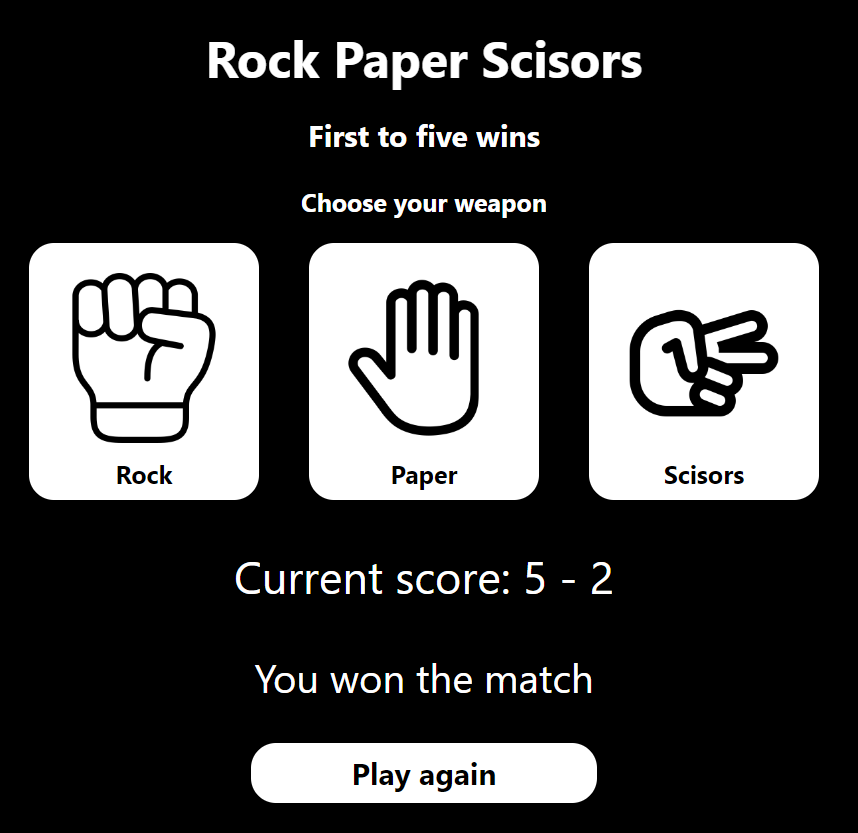 Rock Paper Scisors
First to five wins
Choose your weapon
Rock
Paper
Scisors
Current score: 5 - 2
You won the match
Play again